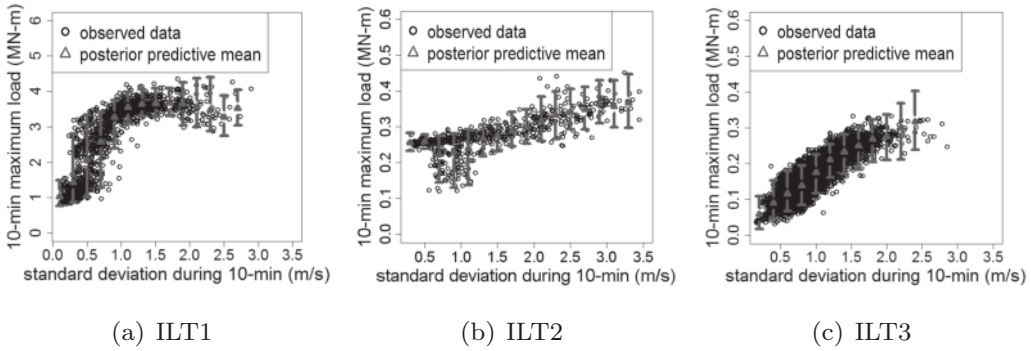 10-min maximum load (MN-m)
6
5
4
3
2
1
0
observed data
posterior predictive mean
0.0 0.5 1.0 1.5 2.0 2.5 3.0 3.5
standard deviation during 10-min (m/s)
(a) ILT1
10-min maximum load (MN-m)
0.6
0.5
0.4
0.3
0.2
0.1
0.0
observed data
posterior predictive mean
0.5 1.0 1.5 2.0 2.5 3.0 3.5
standard deviation during 10-min (m/s)
(b) ILT2
10-min maximum load (MN-m)
0.6
0.5
0.4
0.3
0.2
0.1
0.0
observed data
posterior predictive mean
0.5 1.0 1.5 2.0 2.5 3.0 3.5
standard deviation during 10-min (m/s)
(c) ILT3